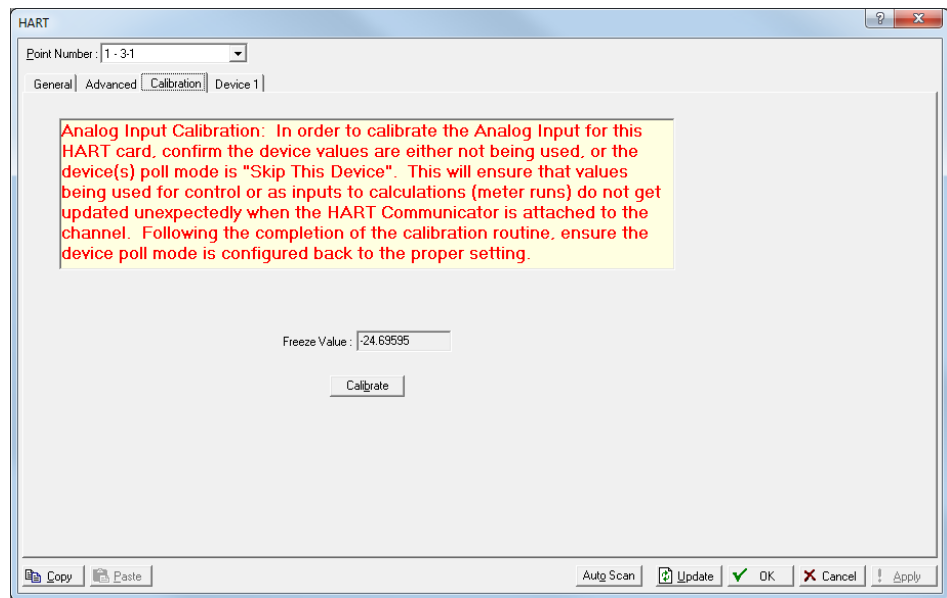 HART
Point Number : 1 - 3-1
General Advanced Calibration Device 1
Analog Input Calibration: In order to calibrate the Analog Input for this
HART card, confirm the device values are either not being used, or the
device(s) poll mode is "Skip This Device". This will ensure that values
being used for control or as inputs to calculations (meter runs) do not get
updated unexpectedly when the HART Communicator is attached to the
channel. Following the completion of the calibration routine, ensure the
device poll mode is configured back to the proper setting.
Freeze Value : -24.69595
Calibrate
Copy Paste Auto Scan Update OK Cancel ! Apply